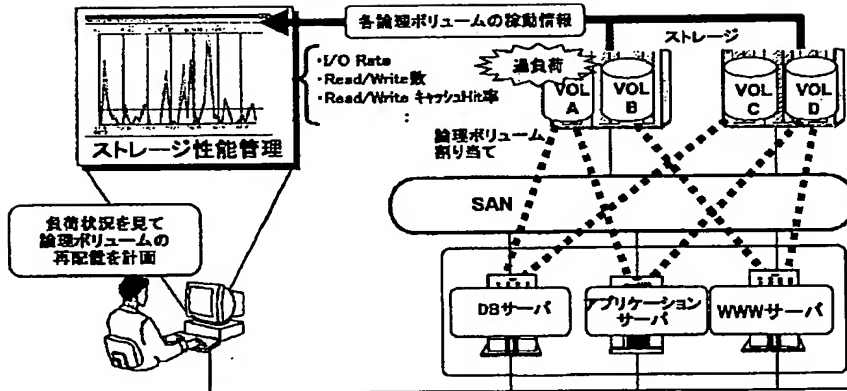 各論理ボリュームの稼動情報
ストレージ
・I/O Rate
・Read/Write数
・Read/Write キャッシュHit率
:
過負荷
VOL
A
VOL
B
VOL
C
VOL
D
ストレージ性能管理
論理ボリューム
割り当て
SAN
負荷状況を見て
論理ボリュームの
再配置を計画
DBサーバ
アプリケーション
サーバ
WWWサーバ